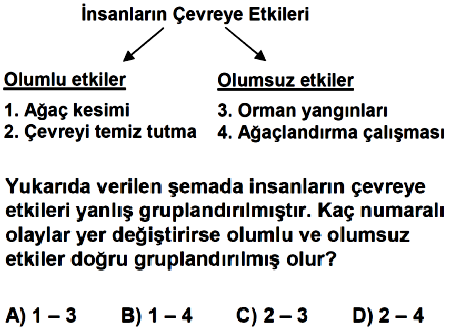 İnsanların Çevreye Etkileri
Olumlu etkiler
1. Ağaç kesimi
2. Çevreyi temiz tutma
Olumsuz etkiler
3. Orman yangınları
4. Ağaçlandırma çalışması
Yukarıda verilen şemada insanların çevreye
etkileri yanlış gruplandırılmıştır. Kaç numaralı
olaylar yer değiştirirse olumlu ve olumsuz
etkiler doğru gruplandırılmış olur?
A) 1 – 3 B) 1 – 4 C) 2 – 3 D) 2 – 4